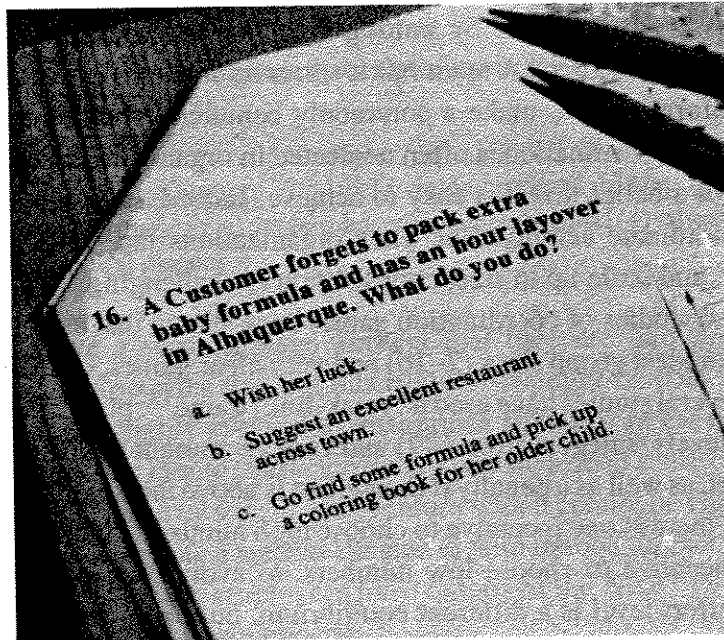 16. A Customer forgets to pack extra
baby formula and has an hour layover
in Albuquerque. What do you do?
a. Wish her luck.
b. Suggest an excellent restaurant
across town.
c. Go find some formula and pick up
a coloring book for her older child.